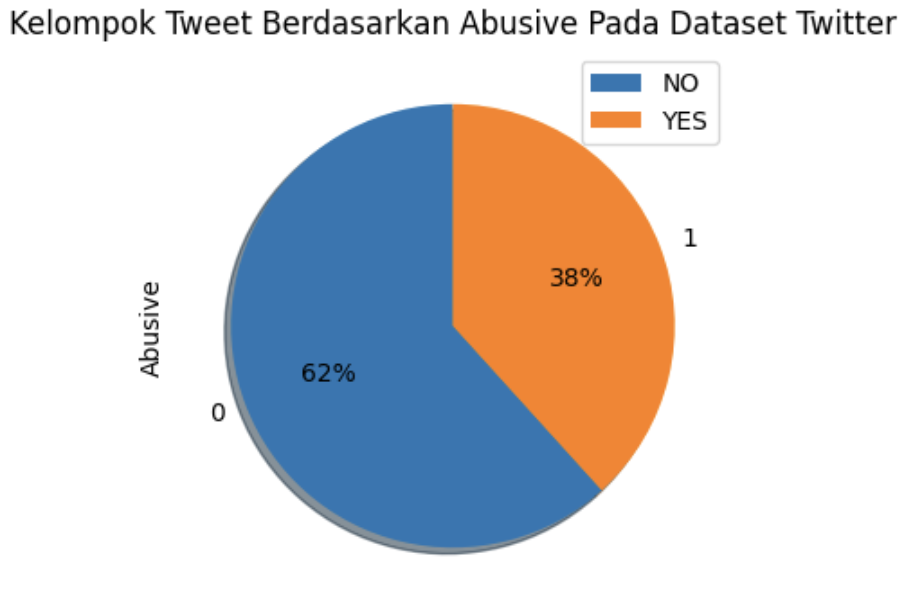 Kelompok Tweet Berdasarkan Abusive Pada Dataset Twitter
NO
YES
1
38%
Abusive
62%
0